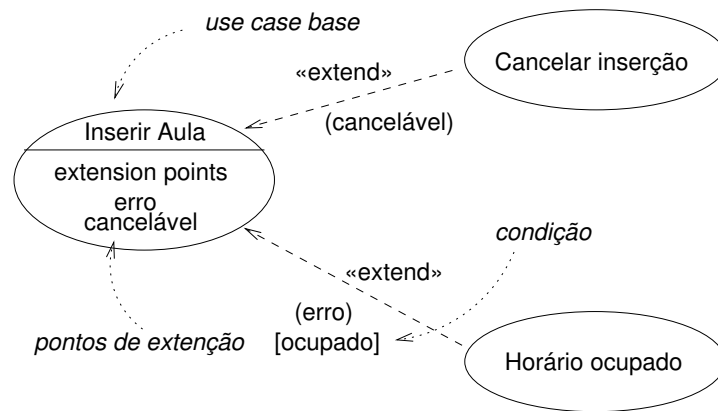 use case base
Cancelar inserção
«extend»
(cancelável)
Inserir Aula
extension points
erro
cancelável
condição
«extend»
(erro)
[ocupado]
pontos de extenção
Horário ocupado